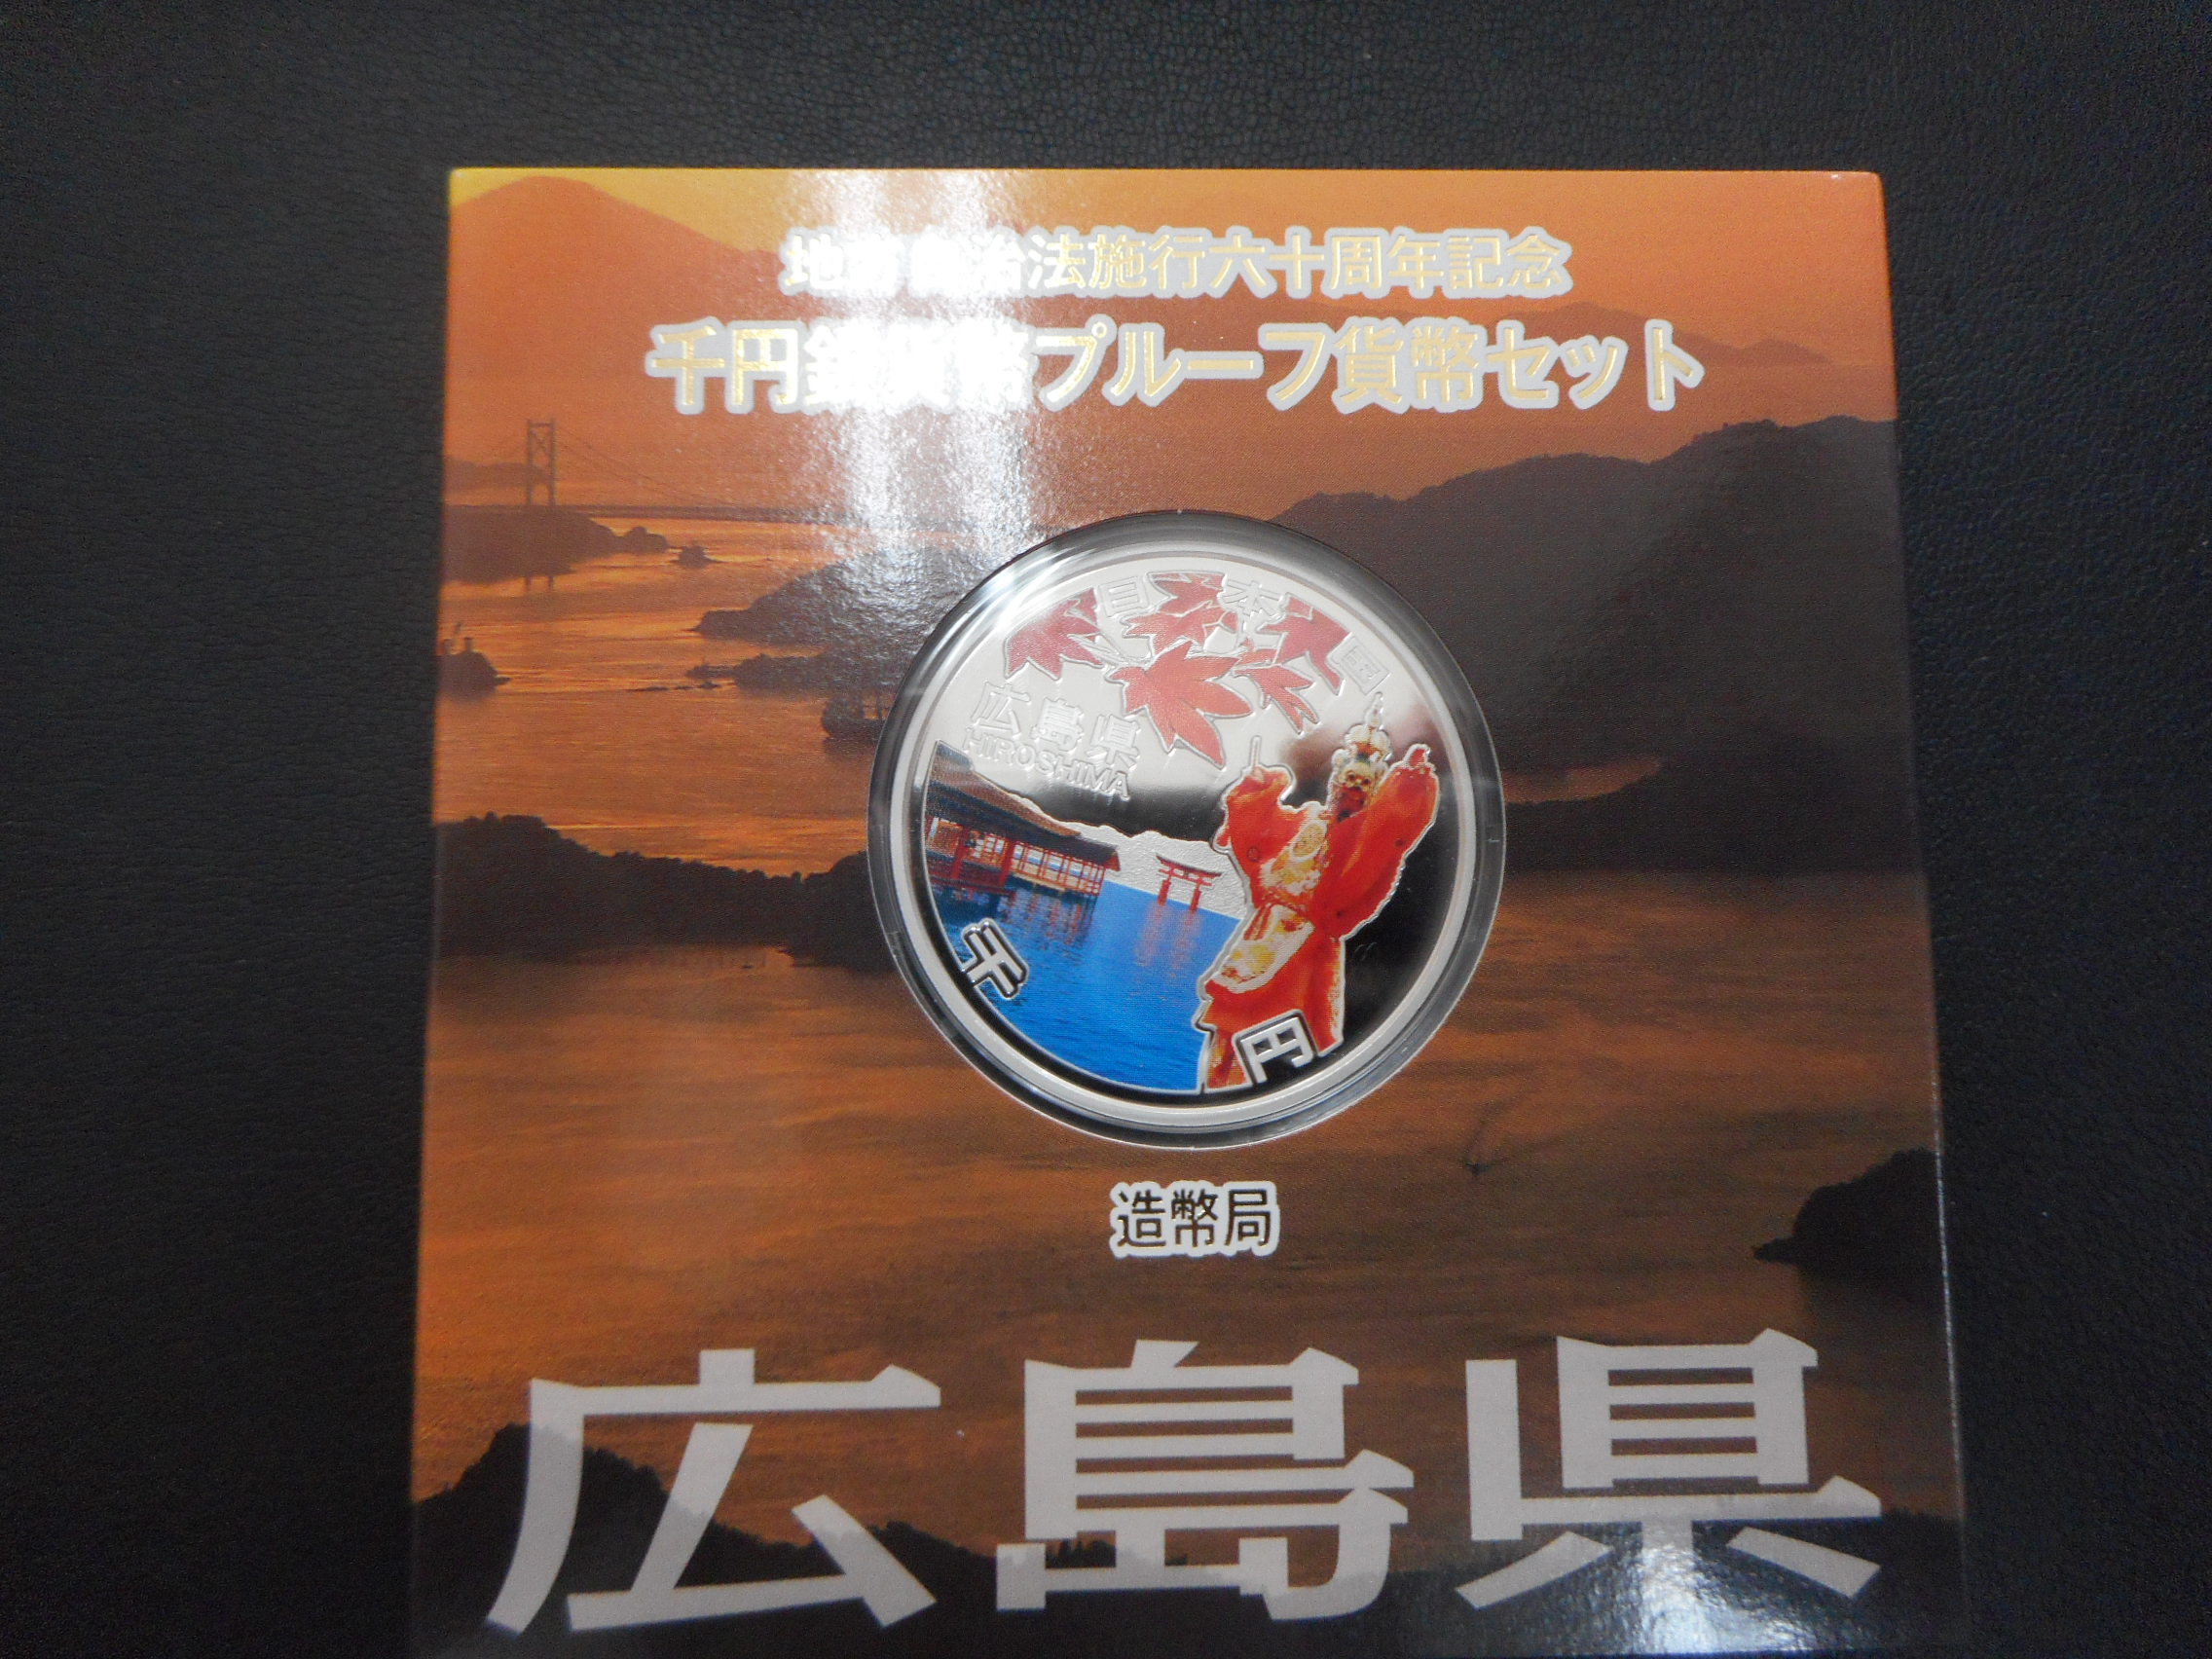 地方自治法施行六十周年記念
千円銀貨幣プルーフ貨幣セット
日本国
広島県
HIROSHIMA
千
円
造幣局
広島県